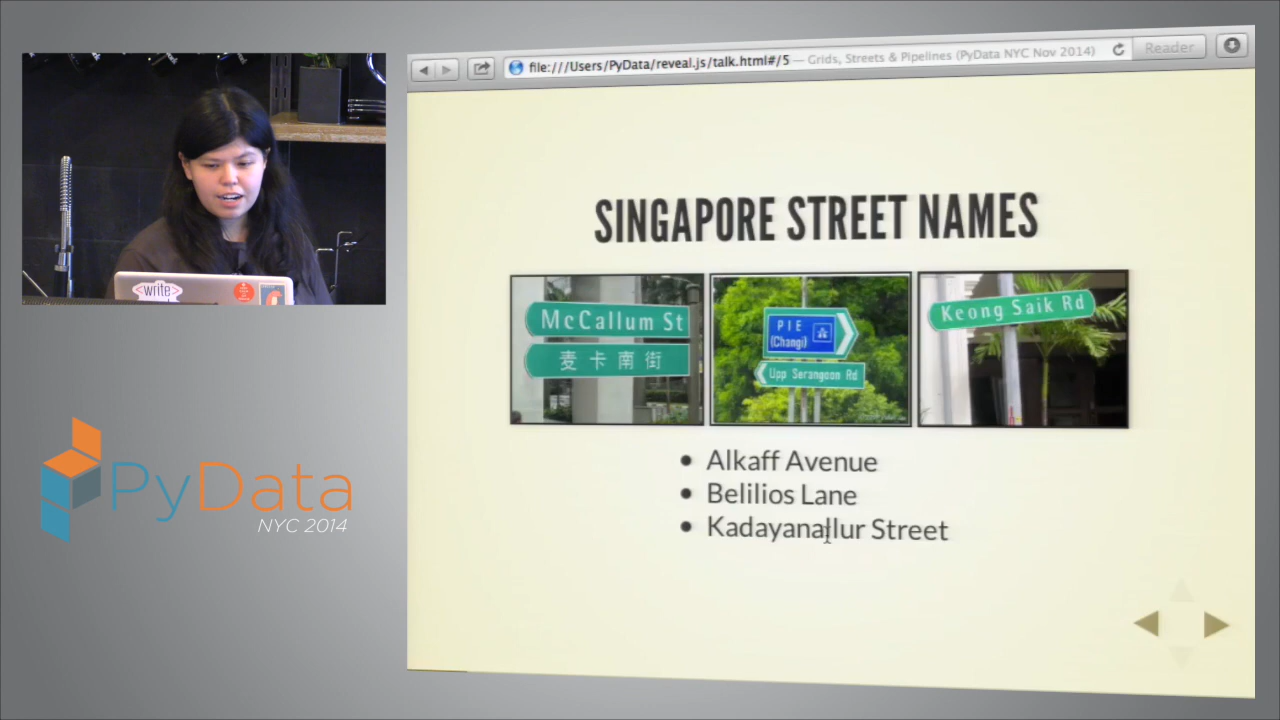 file:///Users/PyData/reveal.js/talk.html#/5 — Grids, Streets & Pipelines (PyData NYC Nov 2014)
Reader
SINGAPORE STREET NAMES
McCallum St
麦卡南街
PIE
(Changi)
Upp Serangoon Rd
Keong Saik Rd
• Alkaff Avenue
• Belilios Lane
• Kadayanallur Street
<write>
PyData
NYC 2014